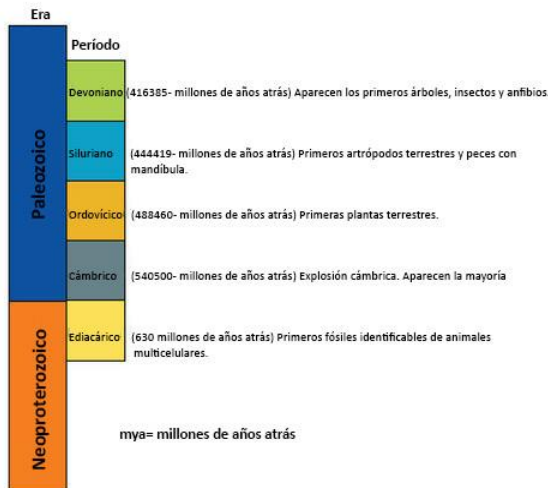 Era
Período
Devoniano (416385- millones de años atrás) Aparecen los primeros árboles, insectos y anfibios
Siluriano (444419- millones de años atrás) Primeros artrópodos terrestres y peces con
mandíbula.
Ordovícico (488460- millones de años atrás) Primeras plantas terrestres.
Cámbrico (540500- millones de años atrás) Explosión cámbrica. Aparecen la mayoría
Ediacárico (630 millones de años atrás) Primeros fósiles identificables de animales
multicelulares.
Paleozoico
Neoproterozoico
mya= millones de años atrás